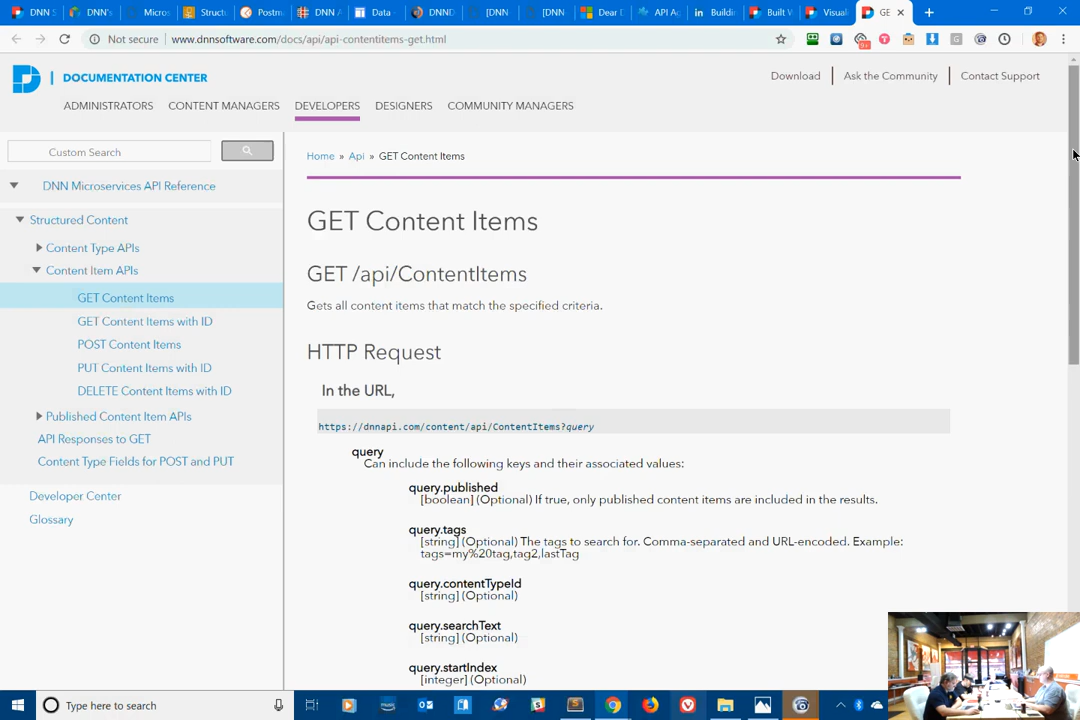 DNN S
DNN's
Micros
Struct
Postm
DNN A
Data -
DNND
[DNN
[DNN
Dear D
API Ag
Buildin
Built W
Visual
GE
Not secure
www.dnnsoftware.com/docs/api/api-contentitems-get.html
9+
DOCUMENTATION CENTER
Download
Ask the Community
Contact Support
ADMINISTRATORS
CONTENT MANAGERS
DEVELOPERS
DESIGNERS
COMMUNITY MANAGERS
Custom Search
DNN Microservices API Reference
Structured Content
Content Type APIs
Content Item APIs
GET Content Items
GET Content Items with ID
POST Content Items
PUT Content Items with ID
DELETE Content Items with ID
Published Content Item APIs
API Responses to GET
Content Type Fields for POST and PUT
Developer Center
Glossary
Home » Api » GET Content Items
GET Content Items
GET /api/ContentItems
Gets all content items that match the specified criteria.
HTTP Request
In the URL,
https://dnnapi.com/content/api/ContentItems?query
query
Can include the following keys and their associated values:
query.published
[boolean] (Optional) If true, only published content items are included in the results.
query.tags
[string] (Optional) The tags to search for. Comma-separated and URL-encoded. Example:
tags=my%20tag,tag2,lastTag
query.contentTypeId
[string] (Optional)
query.searchText
[string] (Optional)
query.startIndex
[integer] (Optional)
Type here to search